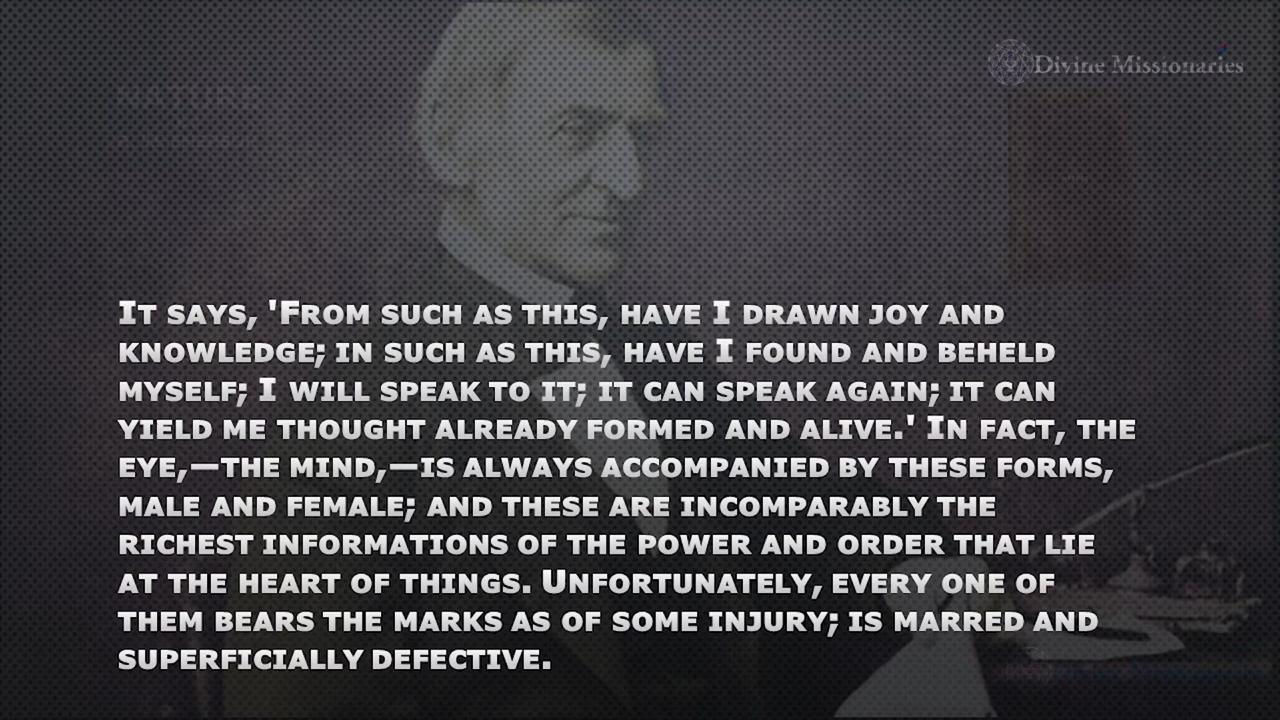 Divine Missionaries
NATURE
It says, 'From such as this, have I drawn joy and
knowledge; in such as this, have I found and beheld
myself; I will speak to it; it can speak again; it can
yield me thought already formed and alive.' In fact, the
eye,—the mind,—is always accompanied by these forms,
male and female; and these are incomparably the
richest informations of the power and order that lie
at the heart of things. Unfortunately, every one of
them bears the marks as of some injury; is marred and
superficially defective.